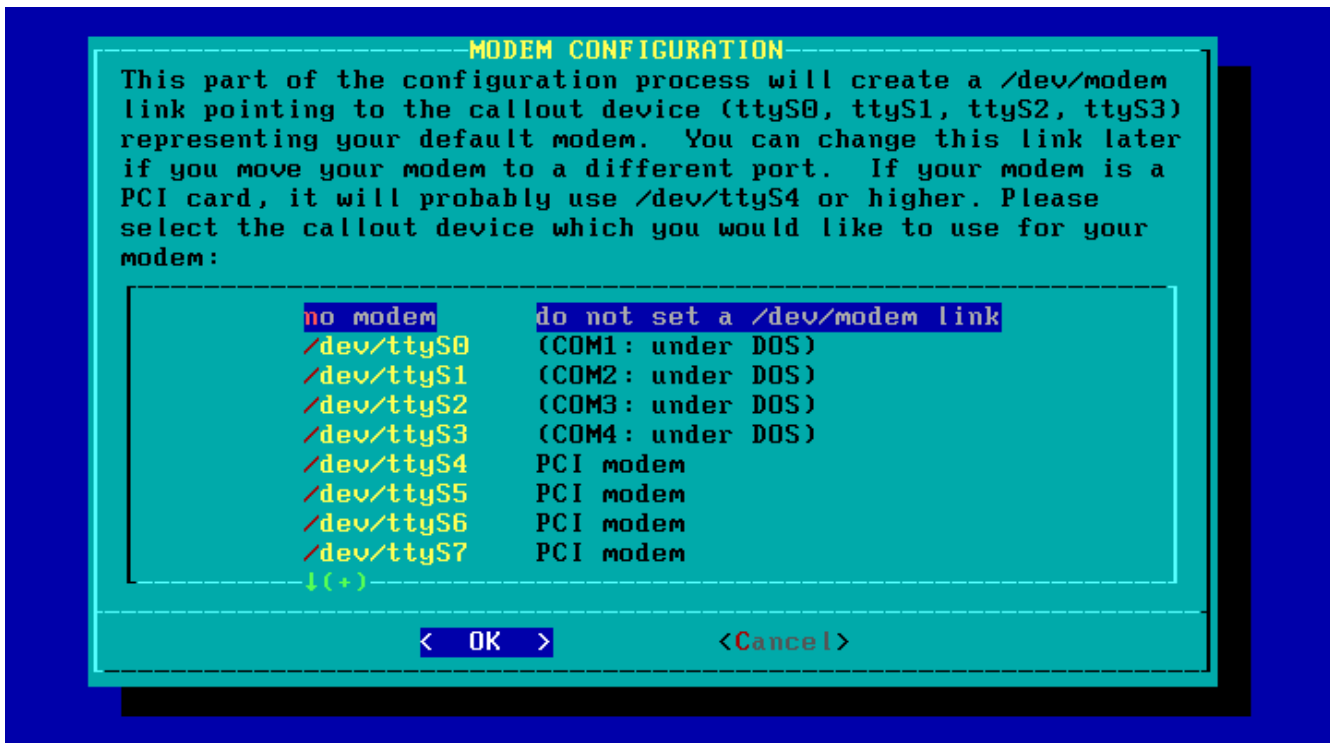 MODEM CONFIGURATION
This part of the configuration process will create a /dev/modem
link pointing to the callout device (ttyS0, ttyS1, ttyS2, ttyS3)
representing your default modem.  You can change this link later
if you move your modem to a different port.  If your modem is a
PCI card, it will probably use /dev/ttyS4 or higher. Please
select the callout device which you would like to use for your
modem:
no modem do not set a /dev/modem link
/dev/ttyS0 (COM1: under DOS)
/dev/ttyS1 (COM2: under DOS)
/dev/ttyS2 (COM3: under DOS)
/dev/ttyS3 (COM4: under DOS)
/dev/ttyS4 PCI modem
/dev/ttyS5 PCI modem
/dev/ttyS6 PCI modem
/dev/ttyS7 PCI modem
↓(+)
< OK > <Cancel>